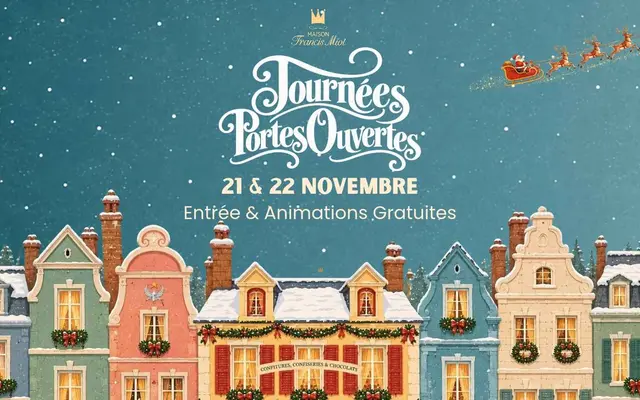 MAISON
Francis Miot
Journées
Portes Ouvertes
21 & 22 NOVEMBRE
Entrée & Animations Gratuites
CONFITURES, CONFISERIES & CHOCOLATS